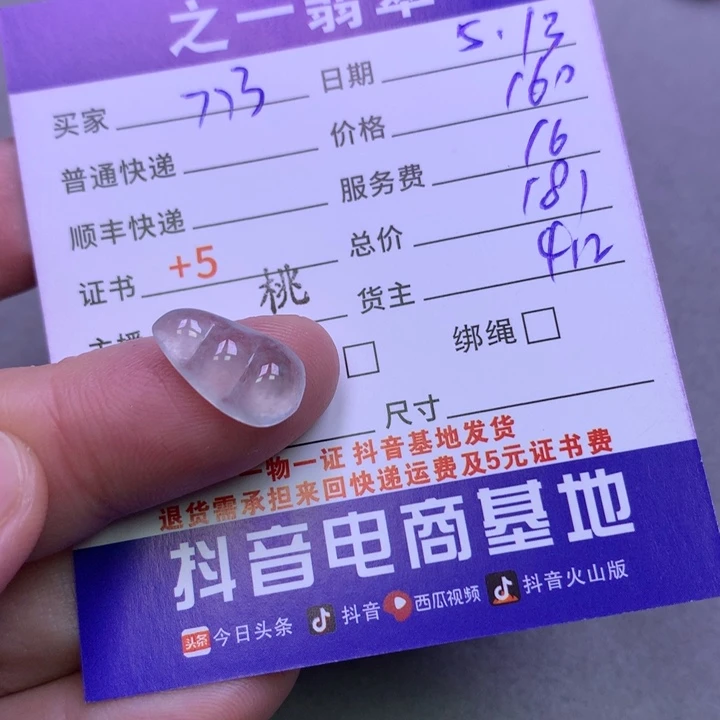 之一翡翠
买家 773 日期 5.13
普通快递 价格 160
顺丰快递 服务费 16
证书 +5 总价 181
主播 桃 货主 412
绑绳
尺寸
一物一证 抖音基地发货
退货需承担来回快递运费及5元证书费
抖音电商基地
头条 今日头条 抖音 西瓜视频 抖音火山版